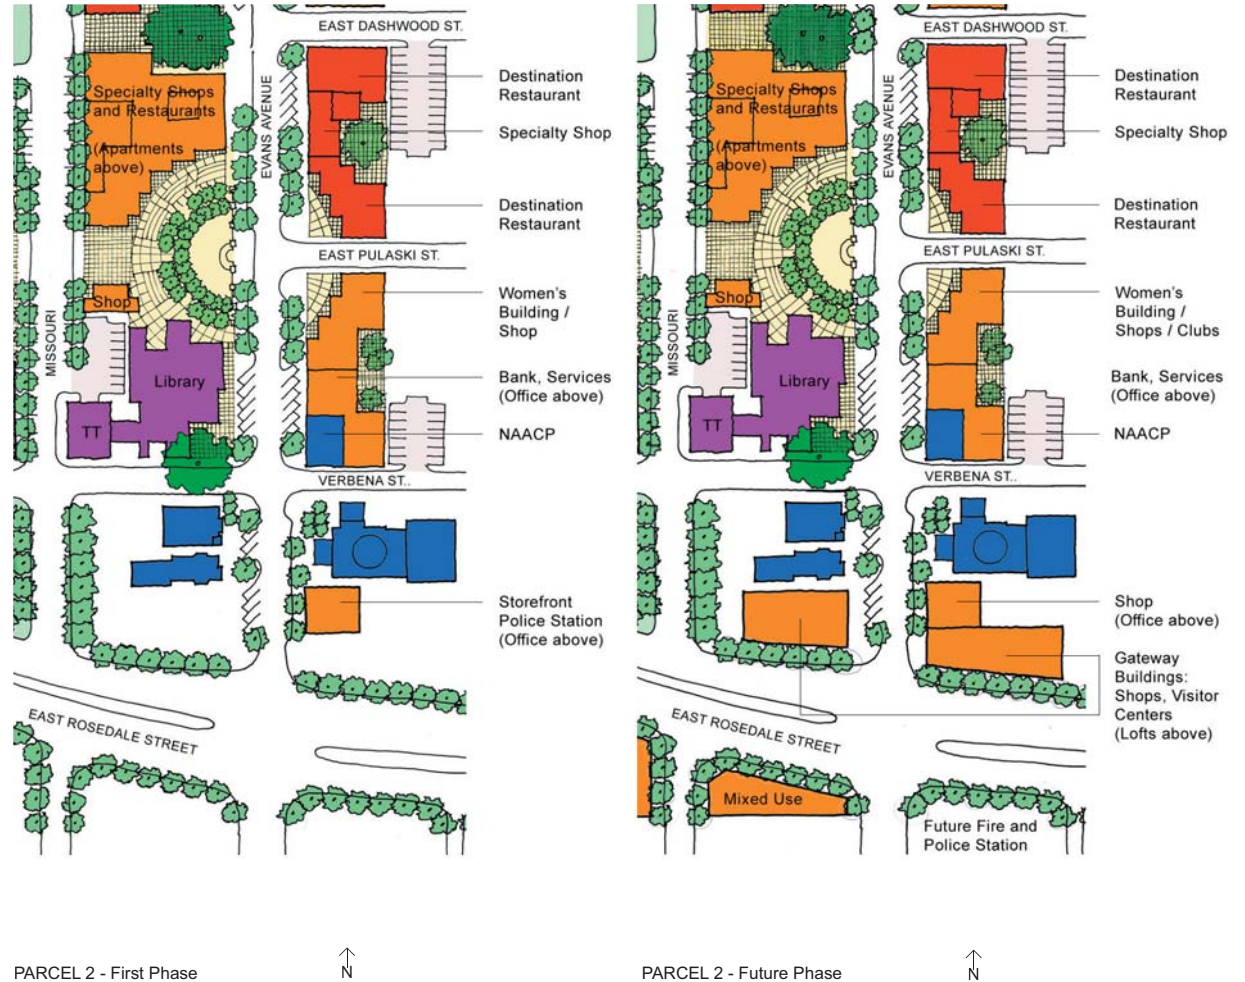 EAST DASHWOOD ST.
Specialty Shops
and Restaurants
(Apartments
above)
EVANS AVENUE
Destination
Restaurant
Specialty Shop
Destination
Restaurant
EAST PULASKI ST.
Shop
Women's
Building /
Shop
MISSOURI
Library
Bank, Services
(Office above)
TT
NAACP
VERBENA ST..
Storefront
Police Station
(Office above)
EAST ROSEDALE STREET
PARCEL 2 - First Phase
N
EAST DASHWOOD ST.
Specialty Shops
and Restaurants
(Apartments
above)
EVANS AVENUE
Destination
Restaurant
Specialty Shop
Destination
Restaurant
EAST PULASKI ST.
Shop
Women's
Building /
Shops / Clubs
MISSOURI
Library
Bank, Services
(Office above)
TT
NAACP
VERBENA ST..
Shop
(Office above)
Gateway
Buildings:
Shops, Visitor
Centers
(Lofts above)
EAST ROSEDALE STREET
Mixed Use
Future Fire and
Police Station
PARCEL 2 - Future Phase
N